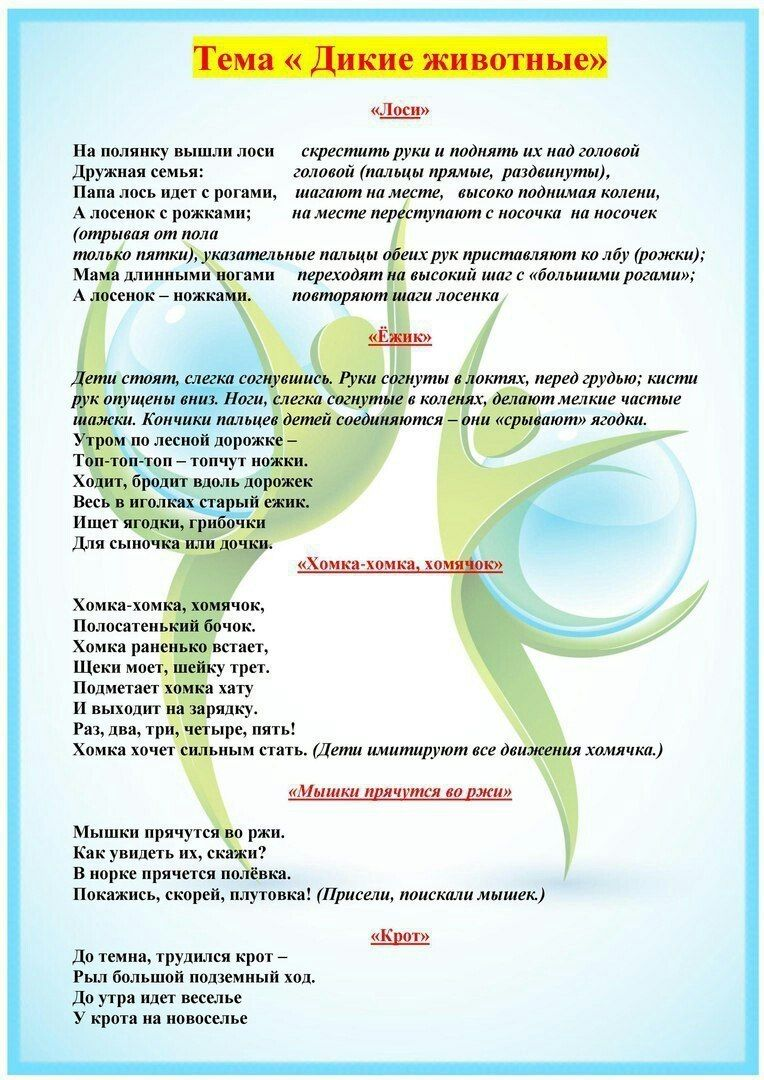 Тема « Дикие животные»
«Лоси»
На полянку вышли лоси скрестить руки и поднять их над головой
Дружная семья: головой (пальцы прямые, раздвинуты),
Папа лось идет с рогами, шагают на месте, высоко поднимая колени,
А лосенок с рожками; на месте переступают с носочка на носочек
(отрывая от пола
только пятки), указательные пальцы обеих рук приставляют ко лбу (рожки);
Мама длинными ногами переходят на высокий шаг с «большими рогами»;
А лосенок – ножками. повторяют шаги лосенка
«Ёжик»
Дети стоят, слегка согнувшись. Руки согнуты в локтях, перед грудью; кисти
рук опущены вниз. Ноги, слегка согнутые в коленях, делают мелкие частые
шажки. Кончики пальцев детей соединяются – они «срывают» ягодки.
Утром по лесной дорожке –
Топ-топ-топ – топчут ножки.
Ходит, бродит вдоль дорожек
Весь в иголках старый ежик.
Ищет ягодки, грибочки
Для сыночка или дочки.
«Хомка-хомка, хомячок»
Хомка-хомка, хомячок,
Полосатенький бочок.
Хомка раненько встает,
Щеки моет, шейку трет.
Подметает хомка хату
И выходит на зарядку.
Раз, два, три, четыре, пять!
Хомка хочет сильным стать. (Дети имитируют все движения хомячка.)
«Мышки прячутся во ржи»
Мышки прячутся во ржи.
Как увидеть их, скажи?
В норке прячется полёвка.
Покажись, скорей, плутовка! (Присели, поискали мышек.)
«Крот»
До темна, трудился крот –
Рыл большой подземный ход.
До утра идет веселье
У крота на новоселье